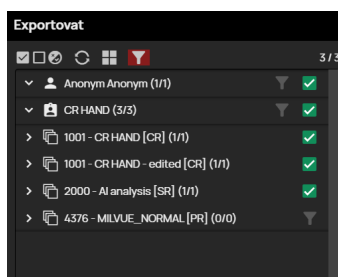 Exportovat
3/3
Anonym Anonym (1/1)
CR HAND (3/3)
1001 - CR HAND [CR] (1/1)
1001 - CR HAND - edited [CR] (1/1)
2000 - AI analysis [SR] (1/1)
4376 - MILVUE_NORMAL [PR] (0/0)